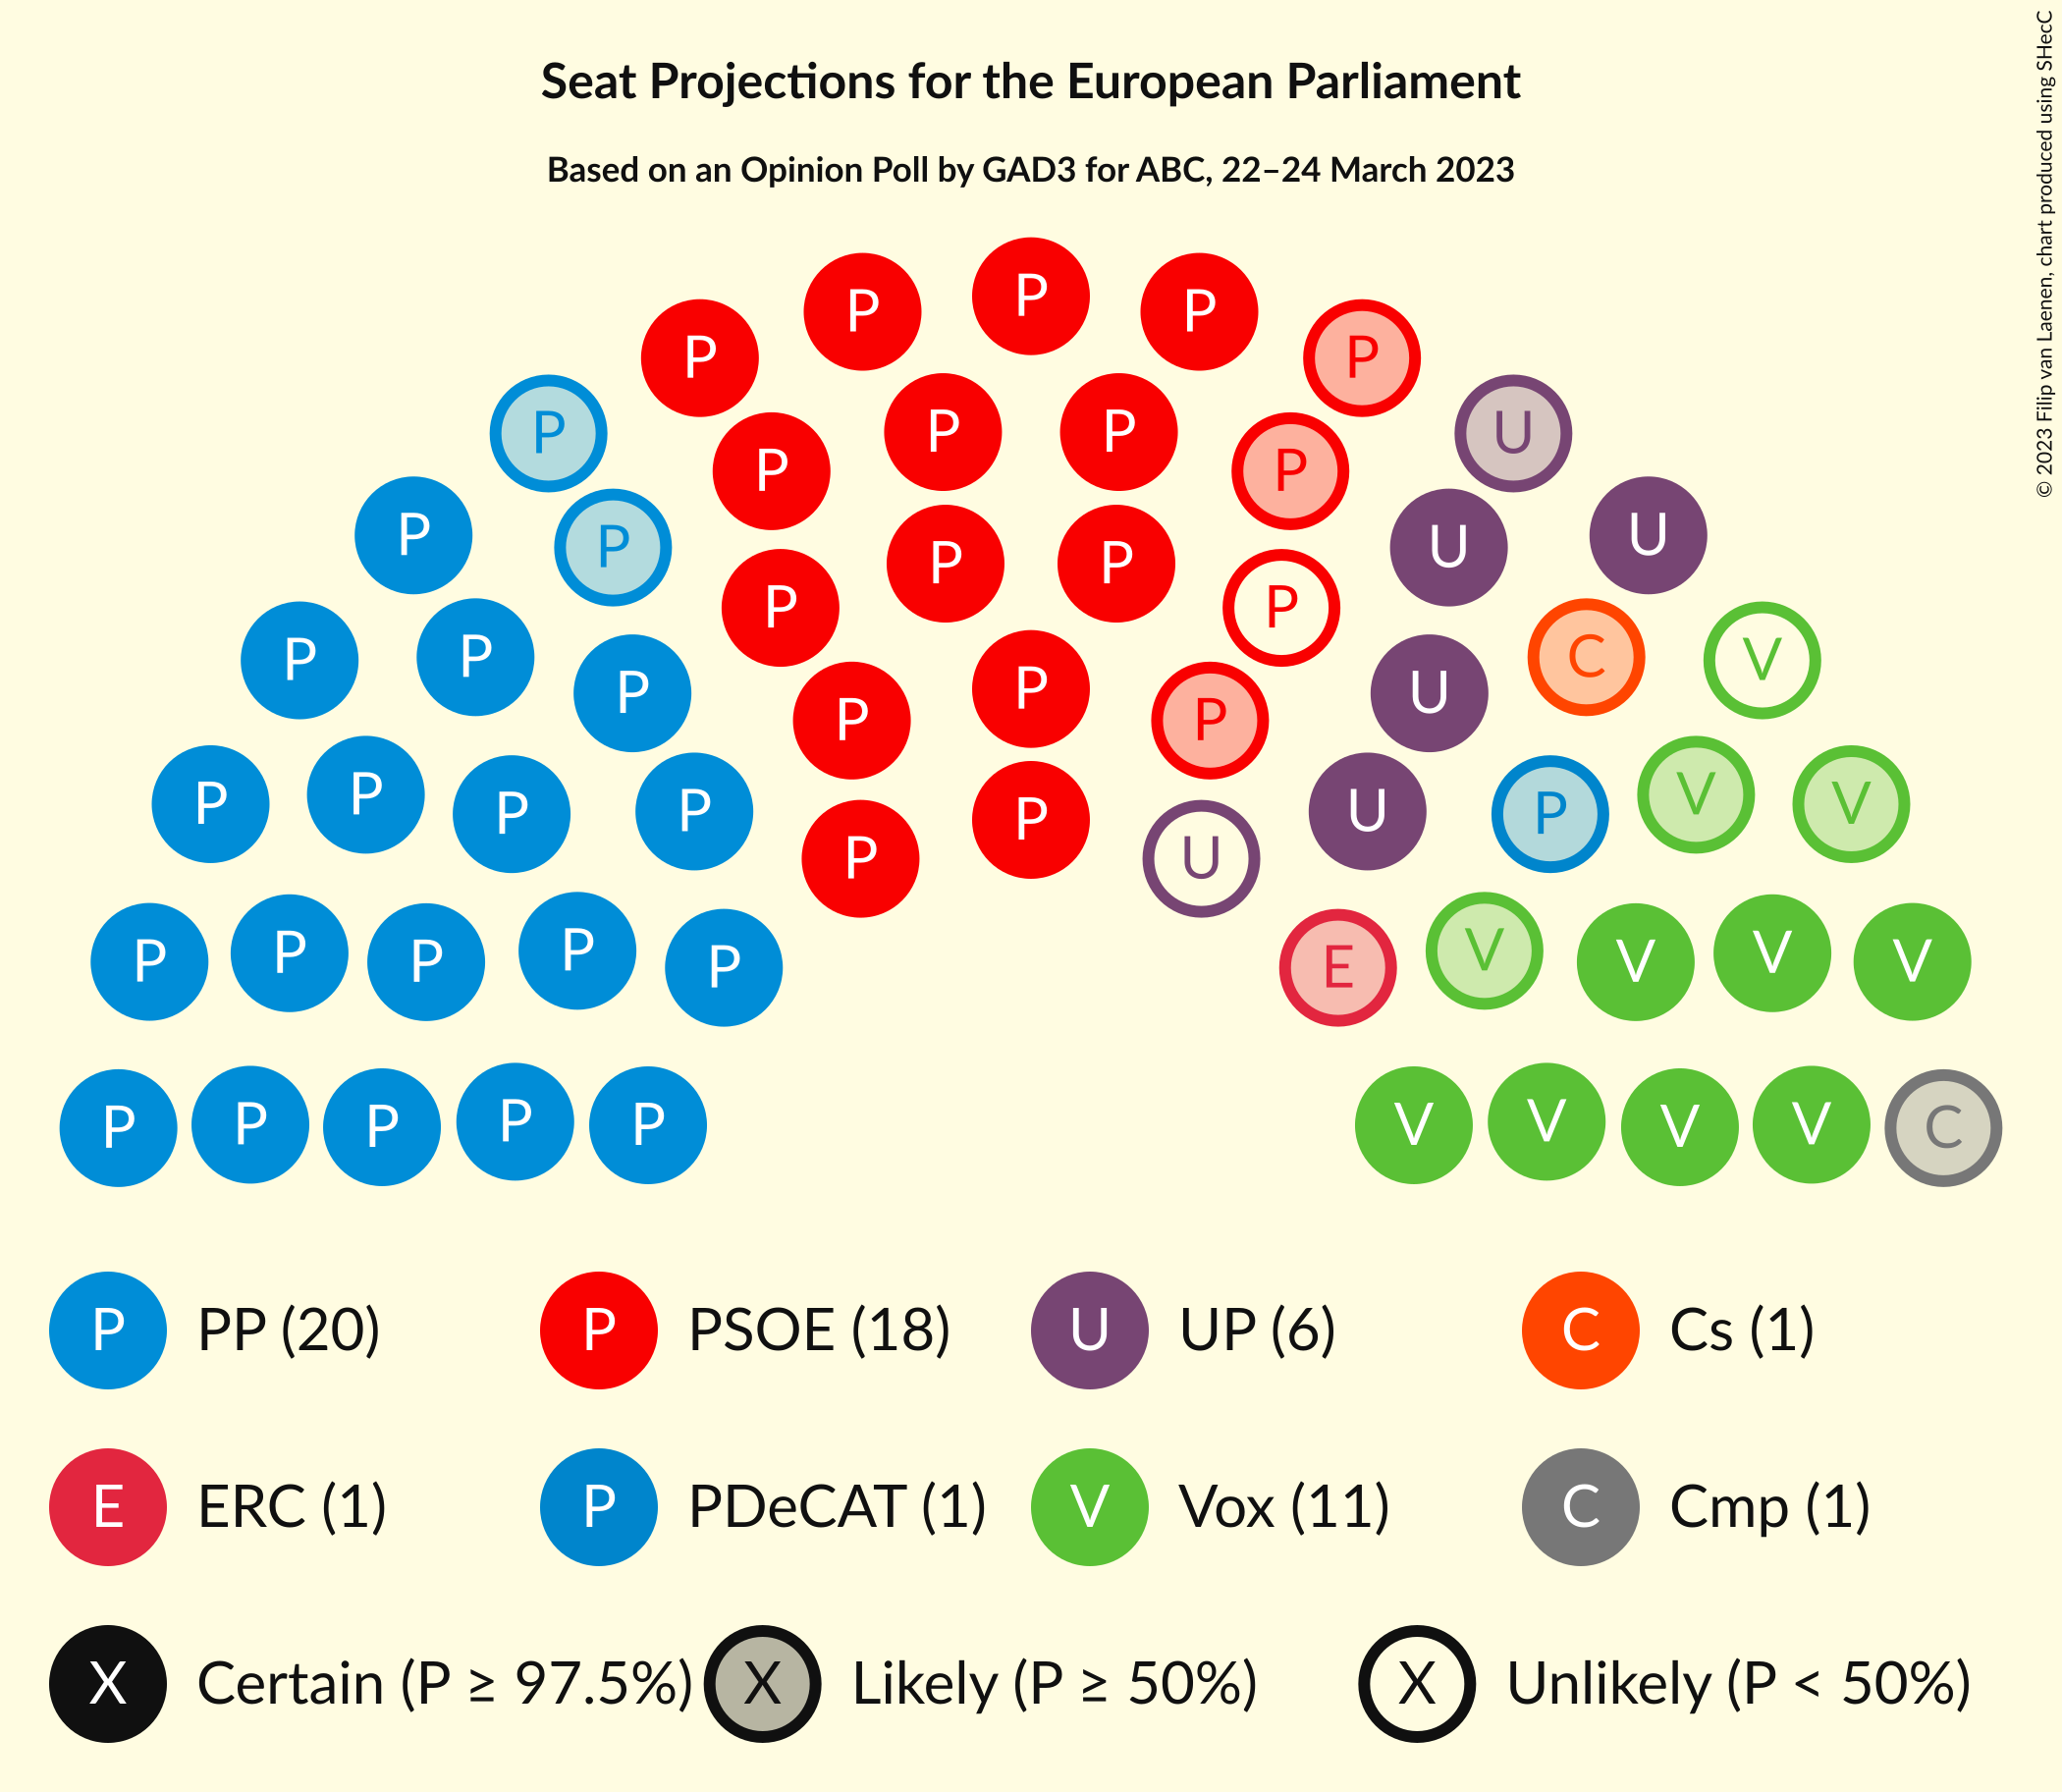 Seat Projections for the European Parliament
Based on an Opinion Poll by GAD3 for ABC, 22–24 March 2023
© 2023 Filip van Laenen, chart produced using SHecC
P
P P
P P
P P
P U
P P P P
U
P P
U U
P P P P
P P
C V
P P
U
P P P
P V V
P P P U
P
P U
P P P P P
E V V V V
P P P P P
V V V V C
P PP (20) P PSOE (18) U UP (6) C Cs (1)
E ERC (1) P PDeCAT (1) V Vox (11) C Cmp (1)
X Certain (P ≥ 97.5%) X Likely (P ≥ 50%) X Unlikely (P < 50%)